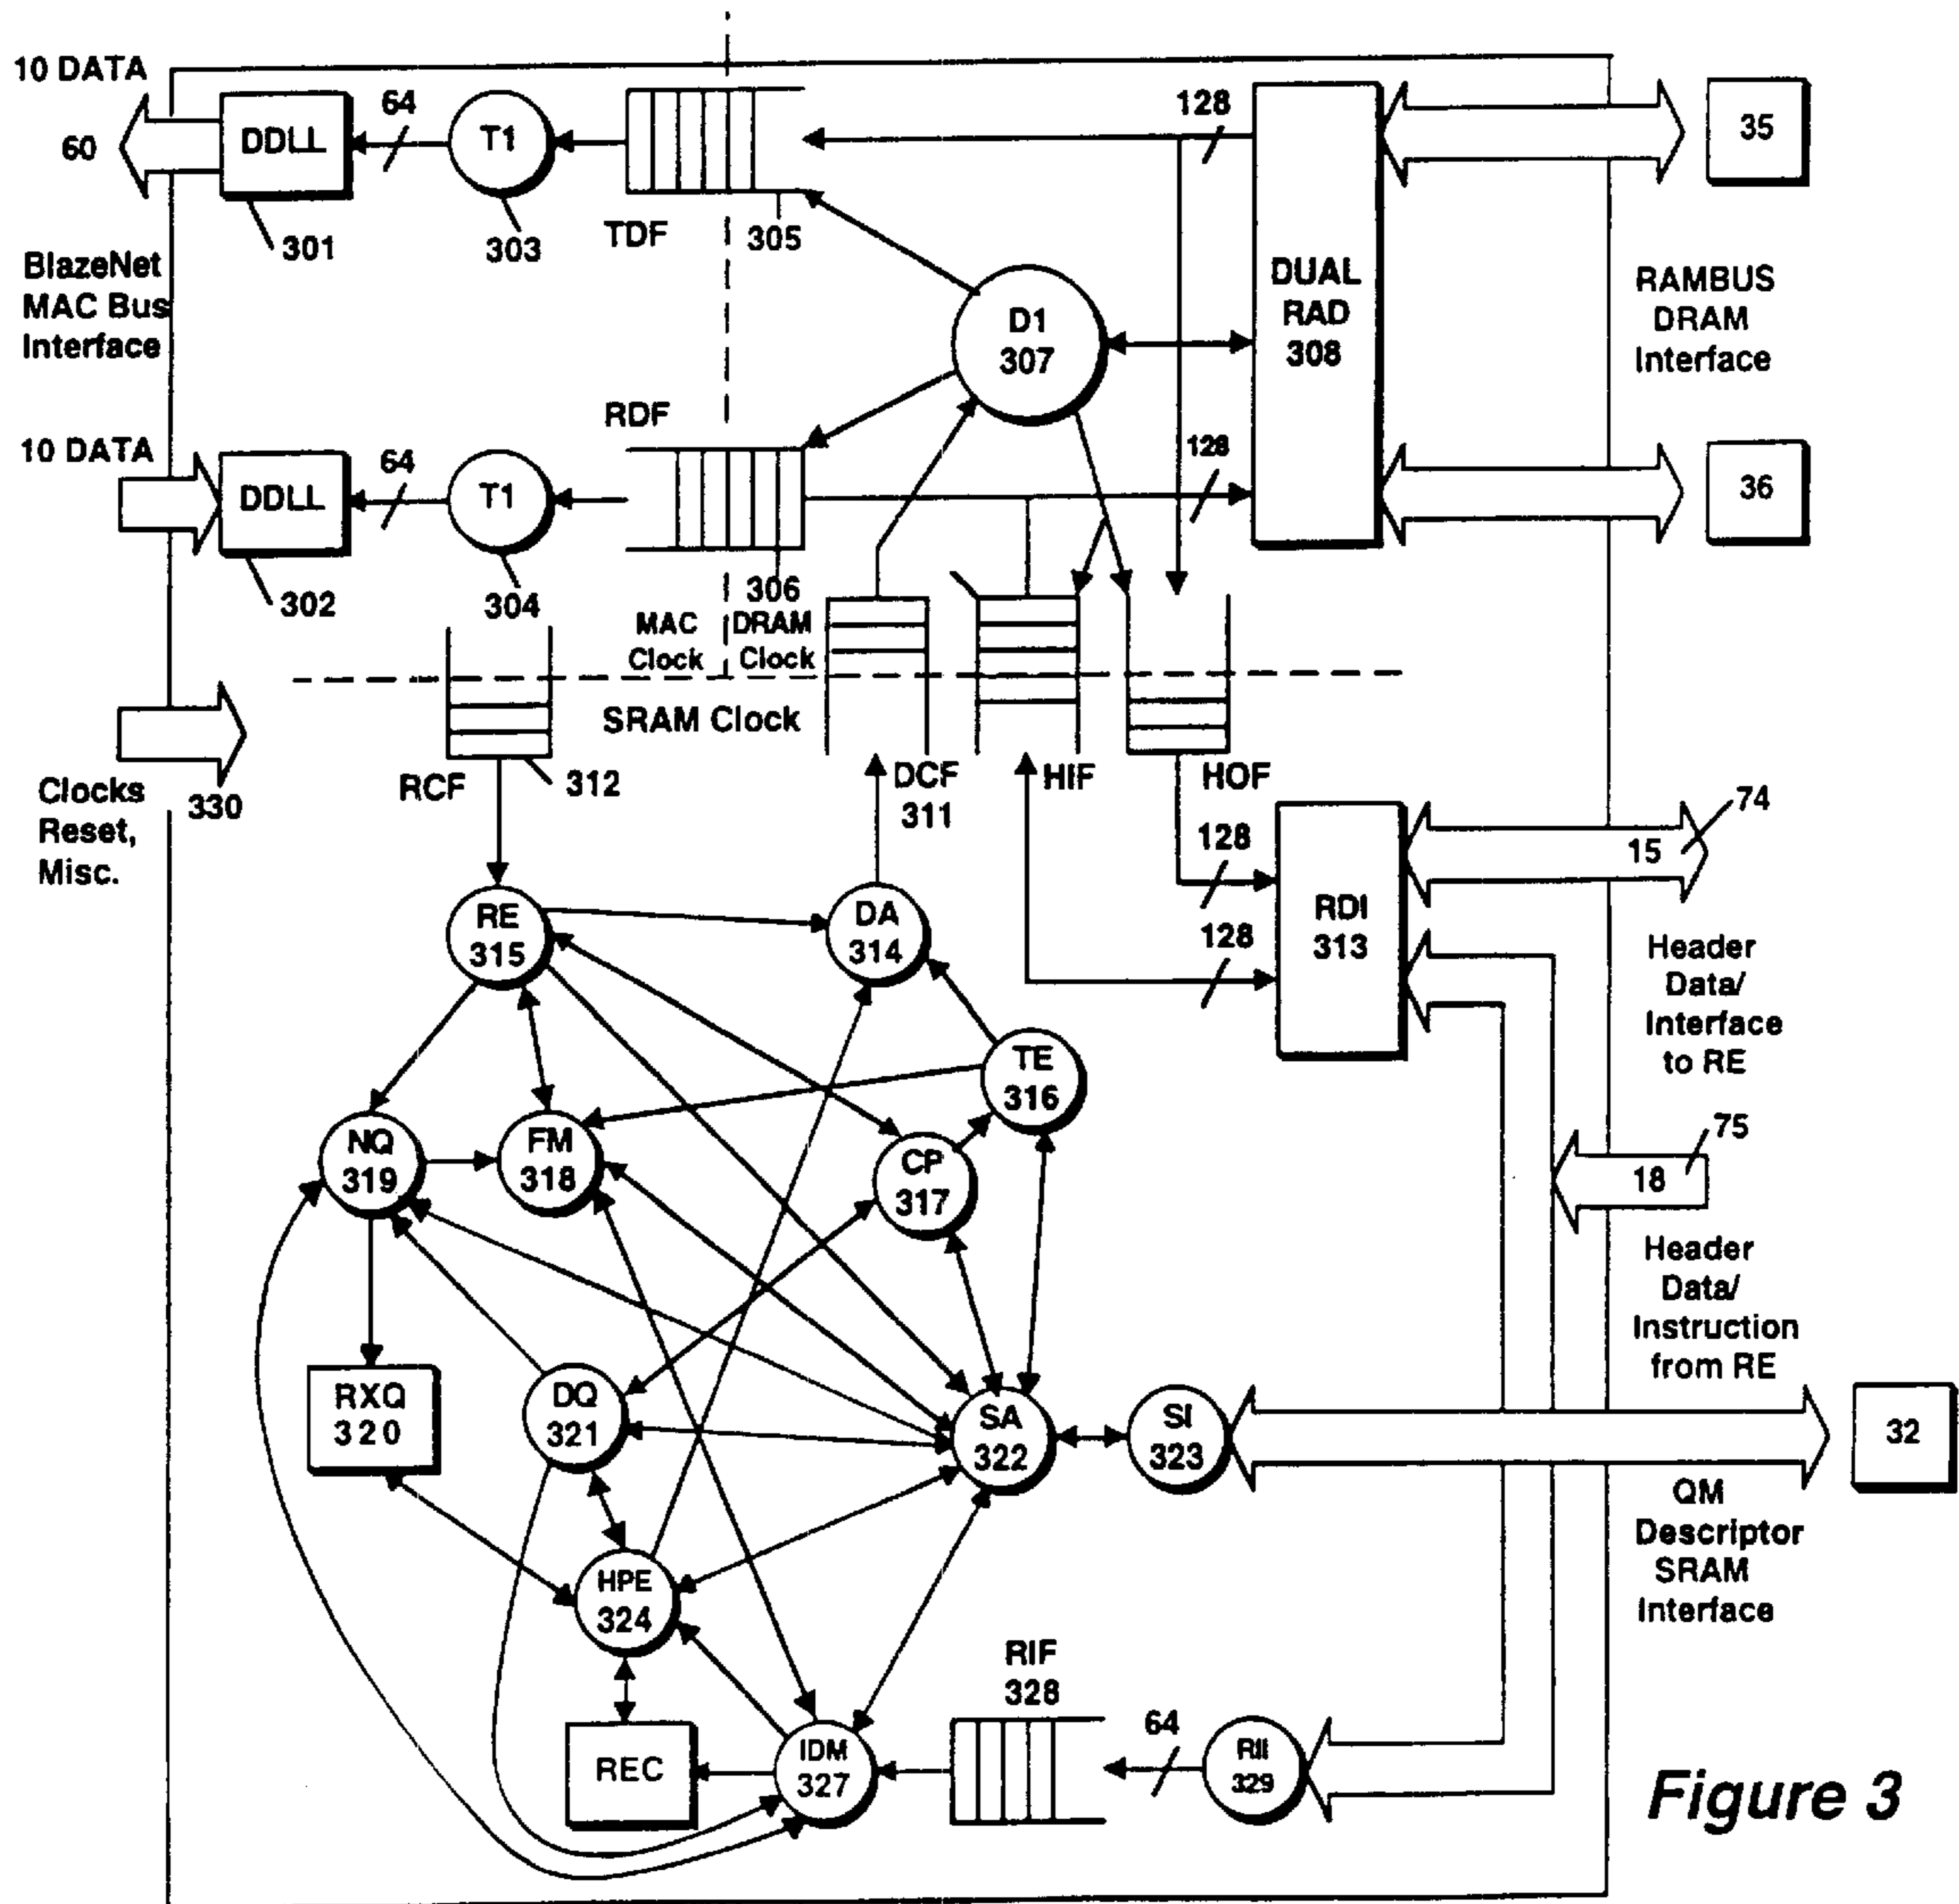 10 DATA
60
DDLL
64
T1
301
303
TDF
305
128
DUAL
RAD
308
35
BlazeNet
MAC Bus
Interface
D1
307
RAMBUS
DRAM
Interface
RDF
10 DATA
DDLL
64
T1
128
36
302
304
306
MAC
Clock
DRAM
Clock
SRAM Clock
RCF
312
DCF
311
HIF
HOF
Clocks
Reset,
Misc.
330
128
128
RDI
313
15
74
Header
Data/
Interface
to RE
RE
315
DA
314
TE
316
NQ
319
FM
318
CP
317
18
75
Header
Data/
Instruction
from RE
RXQ
320
DQ
321
SA
322
SI
323
32
QM
Descriptor
SRAM
Interface
HPE
324
RIF
328
REC
IDM
327
64
RII
329
Figure 3